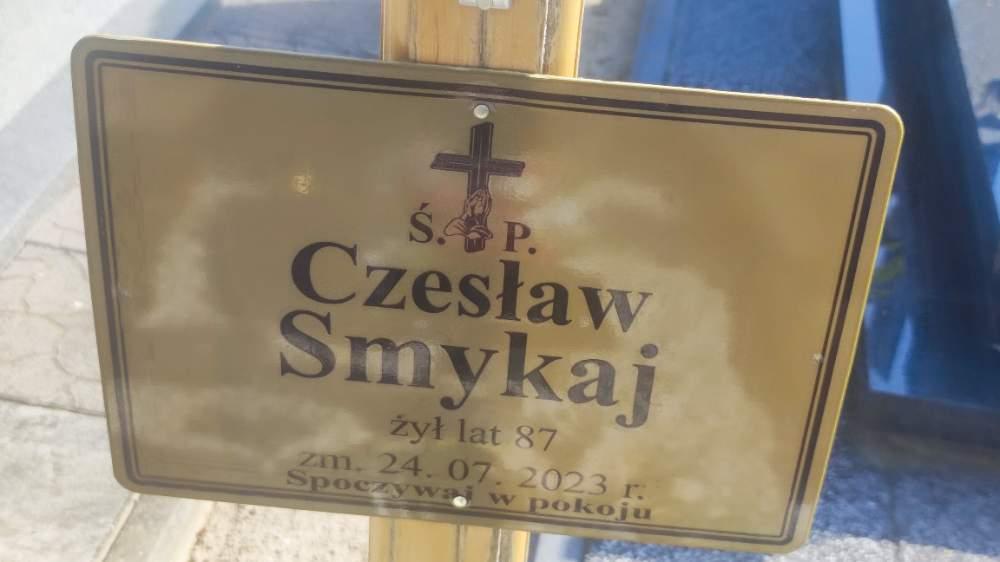 Ś. P.
Czesław
Smykaj
żył lat 87
zm. 24. 07. 2023 r.
Spoczywaj w pokoju